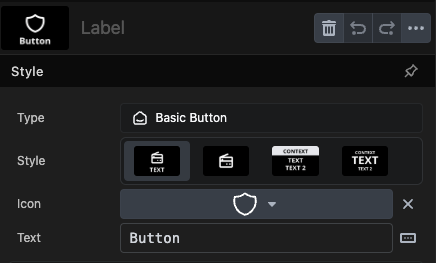 Button
Label
Style
Type
Basic Button
Style
TEXT
CONTEXT
TEXT
TEXT 2
CONTEXT
TEXT
TEXT 2
Icon
Text
Button